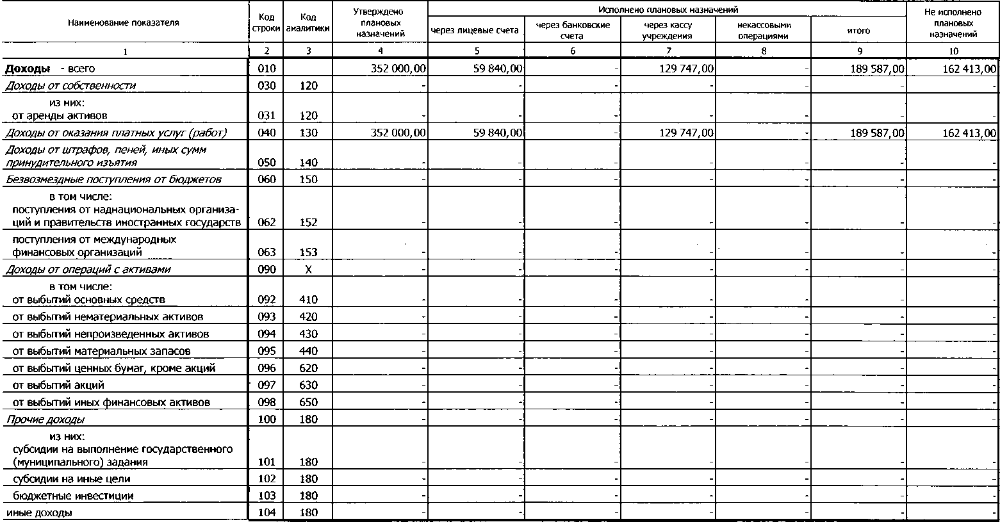 Наименование показателя Код строки Код аналитики Утверждено плановых назначений Исполнено плановых назначений Не исполнено плановых назначений
через лицевые счета через банковские счета через кассу учреждения некассовыми операциями итого
1 2 3 4 5 6 7 8 9 10
Доходы - всего 010 352 000,00 59 840,00 - 129 747,00 - 189 587,00 162 413,00
Доходы от собственности 030 120 - - - - - - -
из них:
от аренды активов 031 120 - - - - - - -
Доходы от оказания платных услуг (работ) 040 130 352 000,00 59 840,00 - 129 747,00 - 189 587,00 162 413,00
Доходы от штрафов, пеней, иных сумм
принудительного изъятия 050 140 - - - - - - -
Безвозмездные поступления от бюджетов 060 150 - - - - - - -
в том числе:
поступления от наднациональных организа-
ций и правительств иностранных государств 062 152 - - - - - - -
поступления от международных
финансовых организаций 063 153 - - - - - - -
Доходы от операций с активами 090 X - - - - - - -
в том числе:
от выбытий основных средств 092 410 - - - - - - -
от выбытий нематериальных активов 093 420 - - - - - - -
от выбытий непроизведенных активов 094 430 - - - - - - -
от выбытий материальных запасов 095 440 - - - - - - -
от выбытий ценных бумаг, кроме акций 096 620 - - - - - - -
от выбытий акций 097 630 - - - - - - -
от выбытий иных финансовых активов 098 650 - - - - - - -
Прочие доходы 100 180 - - - - - - -
из них:
субсидии на выполнение государственного
(муниципального) задания 101 180 - - - - - - -
субсидии на иные цели 102 180 - - - - - - -
бюджетные инвестиции 103 180 - - - - - - -
иные доходы 104 180 - - - - - - -